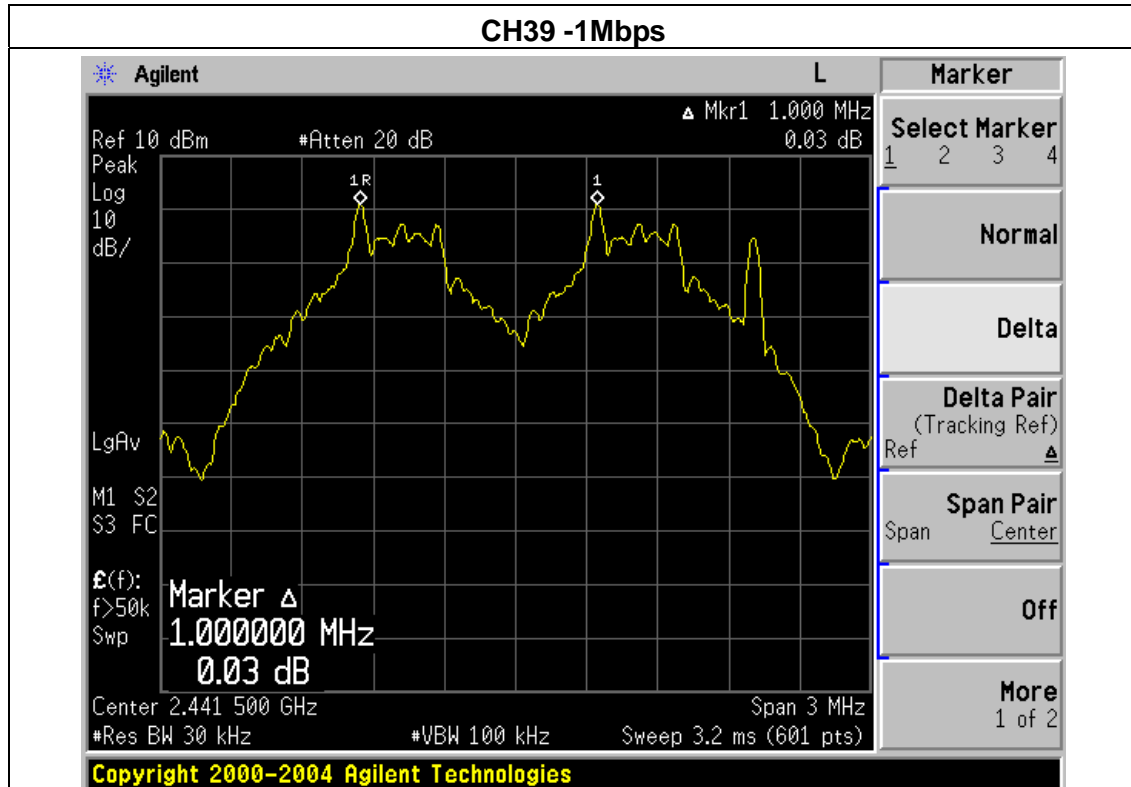 CH39 -1Mbps
Agilent L Marker
Δ Mkr1 1.000 MHz
Ref 10 dBm #Atten 20 dB 0.03 dB
Peak
Log
10
dB/
1R
1
LgAv
M1 S2
S3 FC
£(f):
f>50k
Swp
Marker Δ
1.000000 MHz
0.03 dB
Center 2.441 500 GHz Span 3 MHz
#Res BW 30 kHz #VBW 100 kHz Sweep 3.2 ms (601 pts)
Copyright 2000-2004 Agilent Technologies
Select Marker
1 2 3 4
Normal
Delta
Delta Pair
(Tracking Ref)
Ref Δ
Span Pair
Span Center
Off
More
1 of 2